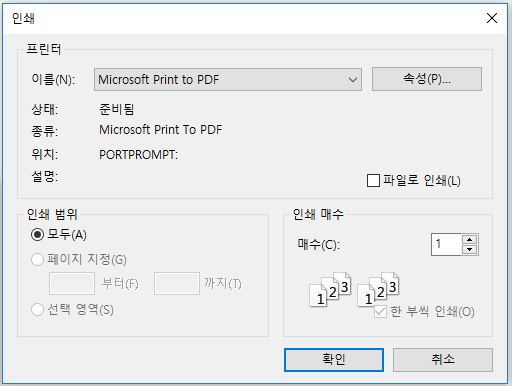 인쇄
프린터
이름(N): Microsoft Print to PDF 속성(P)...
상태: 준비됨
종류: Microsoft Print To PDF
위치: PORTPROMPT:
설명: 파일로 인쇄(L)
인쇄 범위
모두(A)
페이지 지정(G)
부터(F) 까지(T)
선택 영역(S)
인쇄 매수
매수(C): 1
1 2 3 1 2 3
한 부씩 인쇄(O)
확인 취소